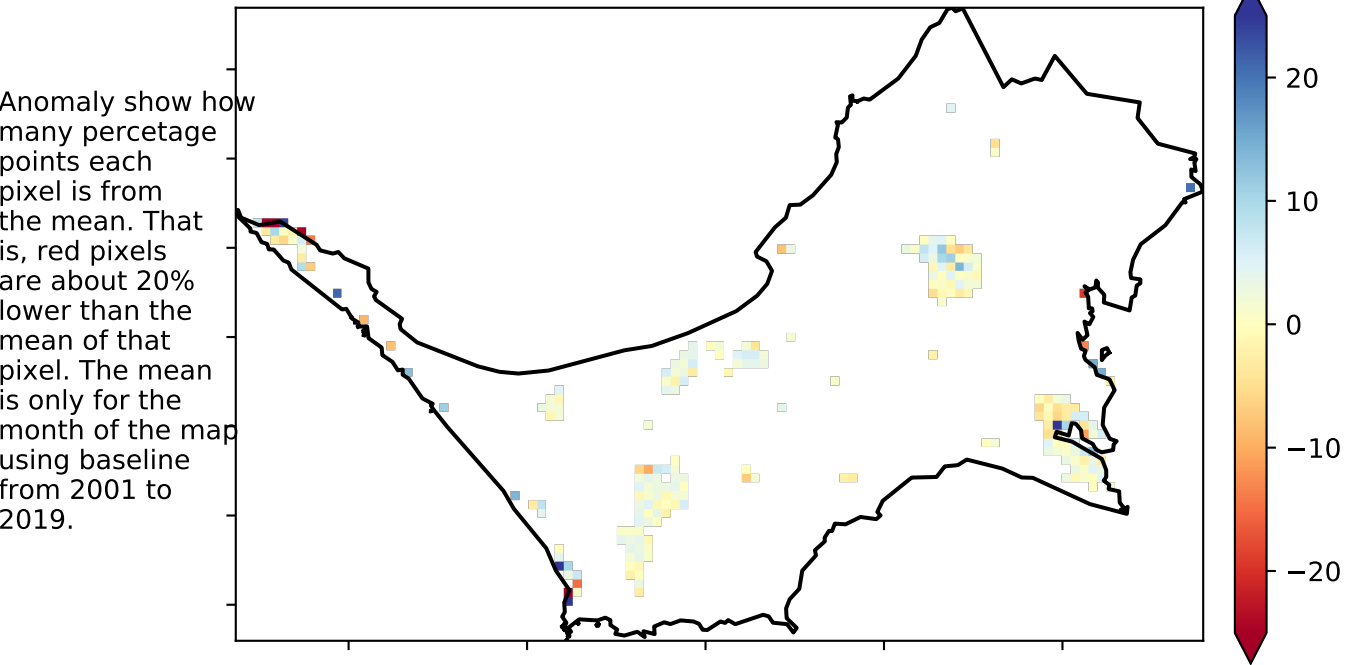 Anomaly show how
many percetage
points each
pixel is from
the mean. That
is, red pixels
are about 20%
lower than the
mean of that
pixel. The mean
is only for the
month of the map
using baseline
from 2001 to
2019.
20
10
0
−10
−20